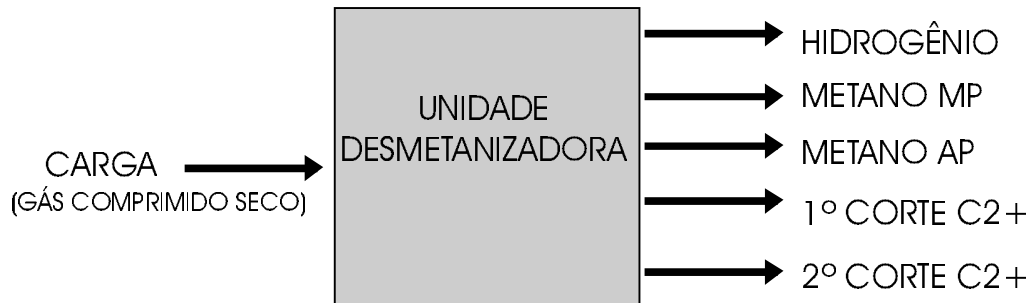 CARGA
(GÁS COMPRIMIDO SECO)
UNIDADE
DESMETANIZADORA
HIDROGÊNIO
METANO MP
METANO AP
1º CORTE C2+
2º CORTE C2+